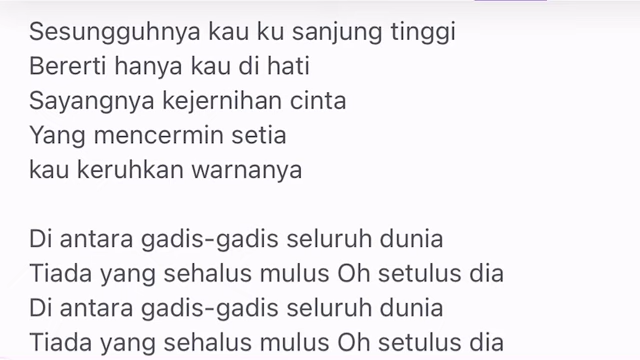 Sesungguhnya kau ku sanjung tinggi
Bererti hanya kau di hati
Sayangnya kejernihan cinta
Yang mencermin setia
kau keruhkan warnanya
Di antara gadis-gadis seluruh dunia
Tiada yang sehalus mulus Oh setulus dia
Di antara gadis-gadis seluruh dunia
Tiada yang sehalus mulus Oh setulus dia